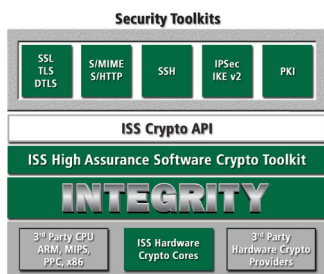 Security Toolkits
SSL
TLS
DTLS
S/MIME
S/HTTP
SSH
IPSec
IKE v2
PKI
ISS Crypto API
ISS High Assurance Software Crypto Toolkit
INTEGRITY
3rd Party CPU
ARM, MIPS,
PPC, x86
ISS Hardware
Crypto Cores
3rd Party
Hardware Crypto
Providers